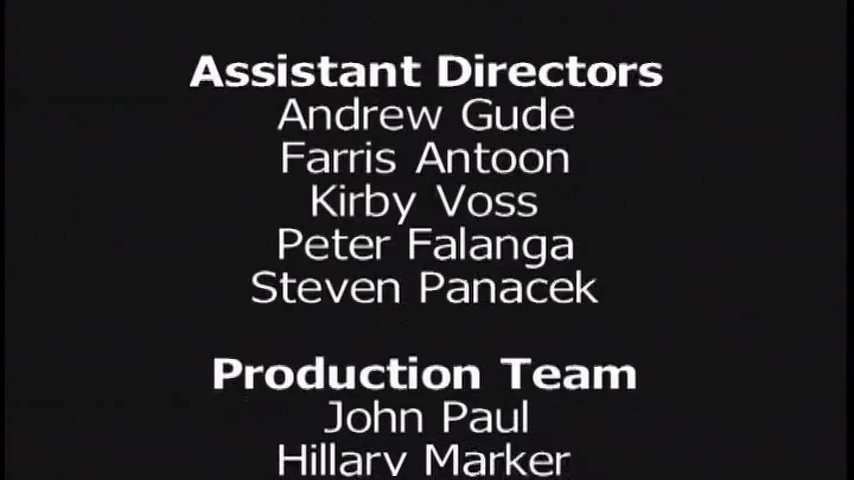 Assistant Directors
Andrew Gude
Farris Antoon
Kirby Voss
Peter Falanga
Steven Panacek
Production Team
John Paul
Hillary Marker